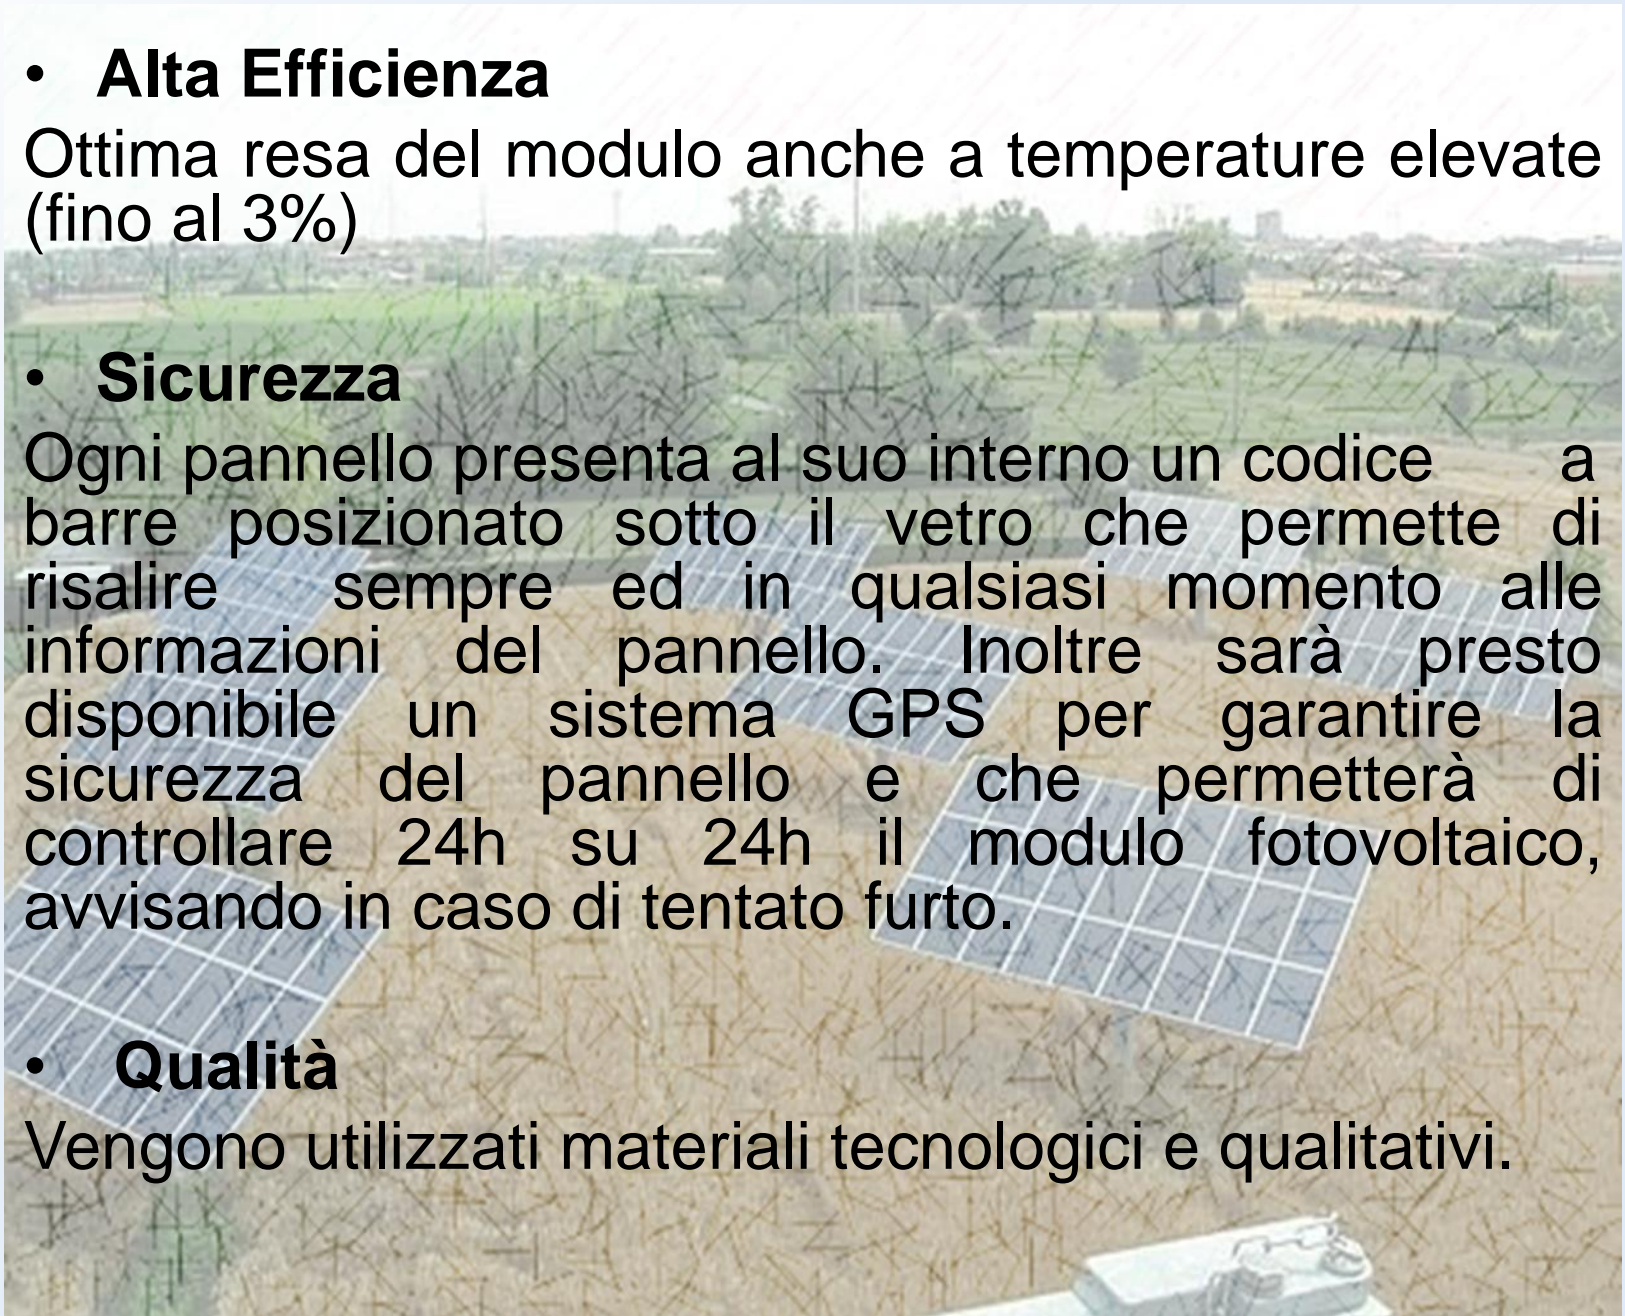 • Alta Efficienza
Ottima resa del modulo anche a temperature elevate
(fino al 3%)
• Sicurezza
Ogni pannello presenta al suo interno un codice a
barre posizionato sotto il vetro che permette di
risalire sempre ed in qualsiasi momento alle
informazioni del pannello. Inoltre sarà presto
disponibile un sistema GPS per garantire la
sicurezza del pannello e che permetterà di
controllare 24h su 24h il modulo fotovoltaico,
avvisando in caso di tentato furto.
• Qualità
Vengono utilizzati materiali tecnologici e qualitativi.